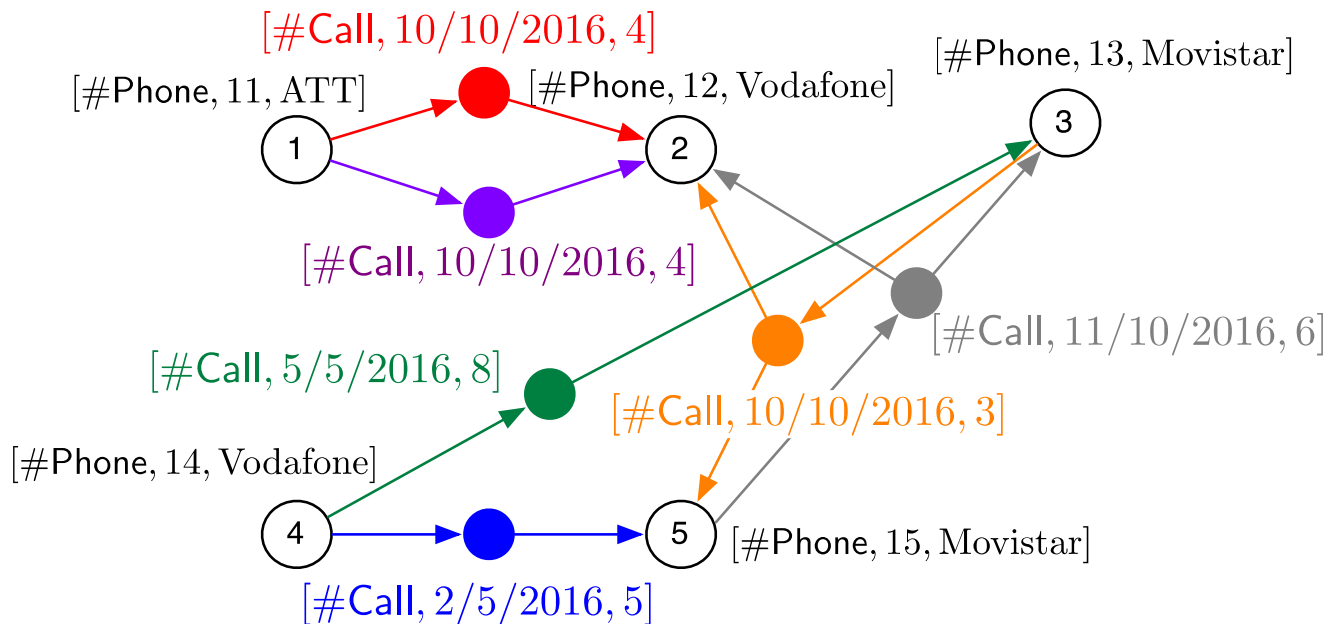 [#Call, 10/10/2016, 4]
[#Phone, 13, Movistar]
[#Phone, 11, ATT]
[#Phone, 12, Vodafone]
1
2
3
[#Call, 10/10/2016, 4]
[#Call, 11/10/2016, 6]
[#Call, 5/5/2016, 8]
[#Call, 10/10/2016, 3]
[#Phone, 14, Vodafone]
4
5
[#Phone, 15, Movistar]
[#Call, 2/5/2016, 5]